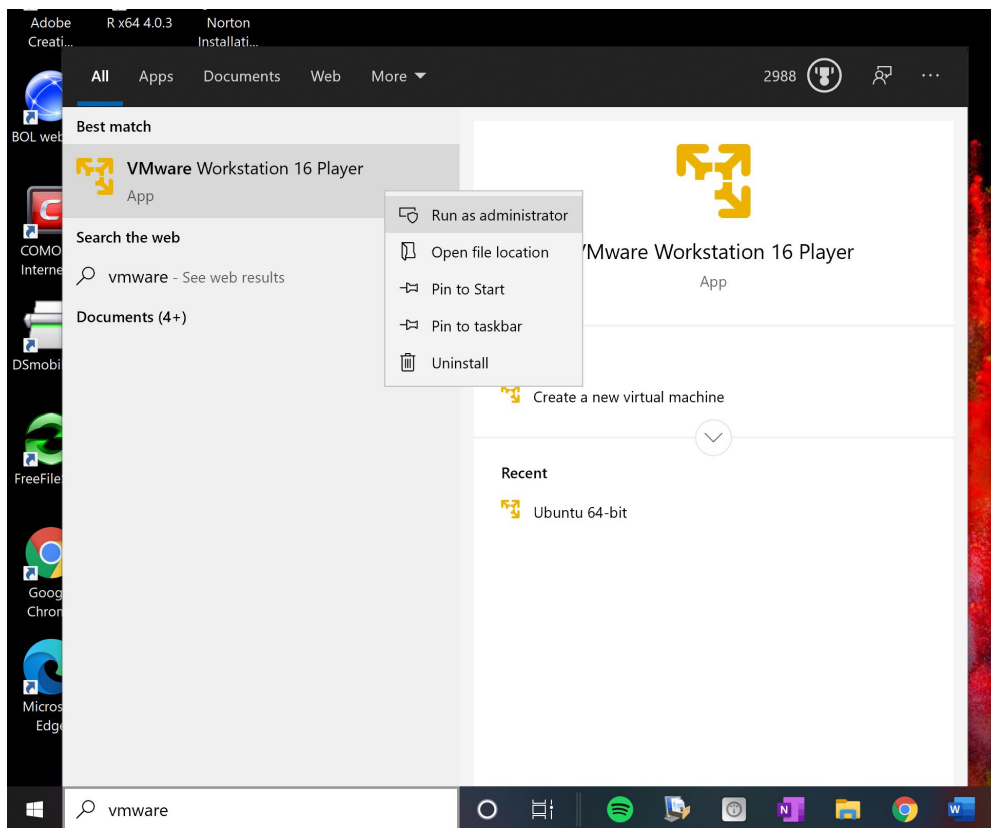 Adobe
Creati...
R x64 4.0.3
Norton
Installati...
All Apps Documents Web More
2988
BOL web
Best match
VMware Workstation 16 Player
App
Search the web
vmware - See web results
Documents (4+)
Run as administrator
Open file location
Pin to Start
Pin to taskbar
Uninstall
VMware Workstation 16 Player
App
Create a new virtual machine
Recent
Ubuntu 64-bit
COMO
Interne
DSmobi
FreeFile
Goog
Chrom
Micros
Edge
vmware
N
W